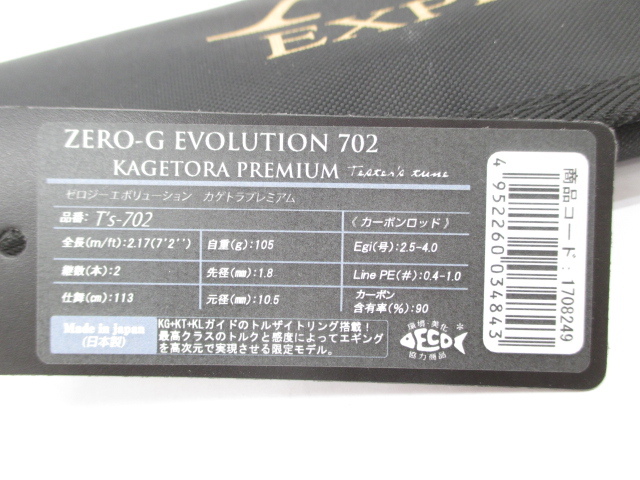 EXP
ZERO-G EVOLUTION 702
KAGETORA PREMIUM Tester's tune
ゼロジーエボリューション カゲトラプレミアム
品番: T's-702
《カーボンロッド》
全長(m/ft):2.17(7'2'')
自重(g):105
Egi(号):2.5-4.0
継数(本):2
先径(㎜):1.8
Line PE(#):0.4-1.0
仕舞(㎝):113
元径(㎜):10.5
カーボン
含有率(%):90
Made in japan
(日本製)
KG+KT+KLガイドのトルザイトリング搭載!
最高クラスのトルクと感度によってエギング
を高次元で実現させる限定モデル。
環境・美化
ECO
協力商品
4952260034843
商品コード:1708249